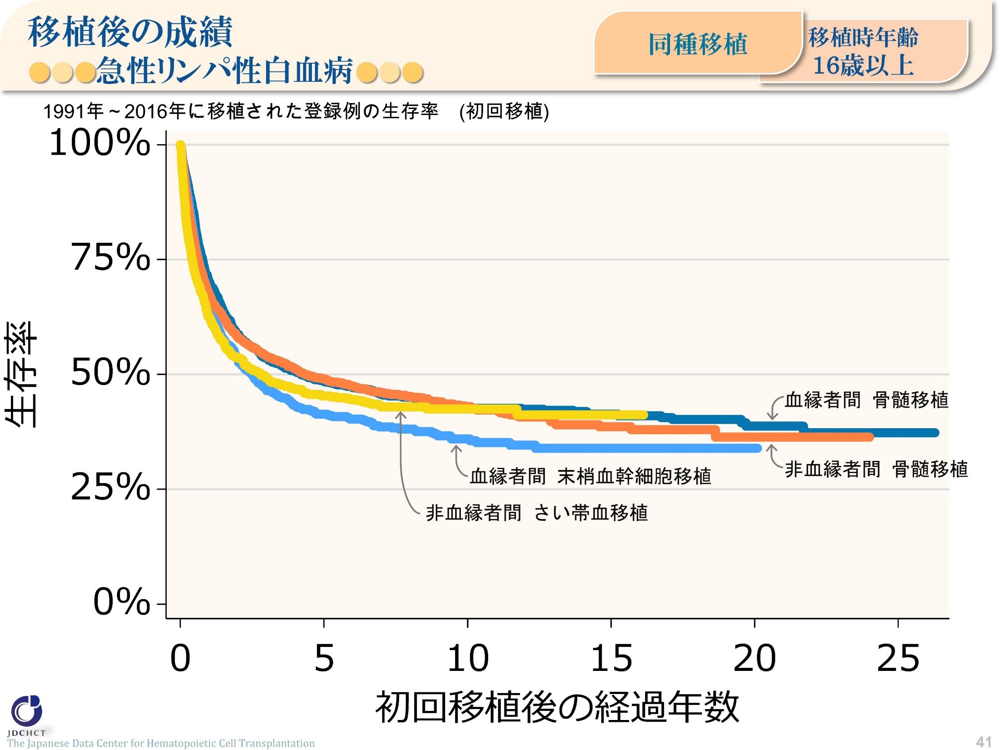 移植後の成績
急性リンパ性白血病
同種移植
移植時年齢
16歳以上
1991年~2016年に移植された登録例の生存率 (初回移植)
100%
75%
50%
25%
0%
生存率
血縁者間 骨髄移植
非血縁者間 骨髄移植
血縁者間 末梢血幹細胞移植
非血縁者間 さい帯血移植
0 5 10 15 20 25
初回移植後の経過年数
JDCHCT
The Japanese Data Center for Hematopoietic Cell Transplantation
41